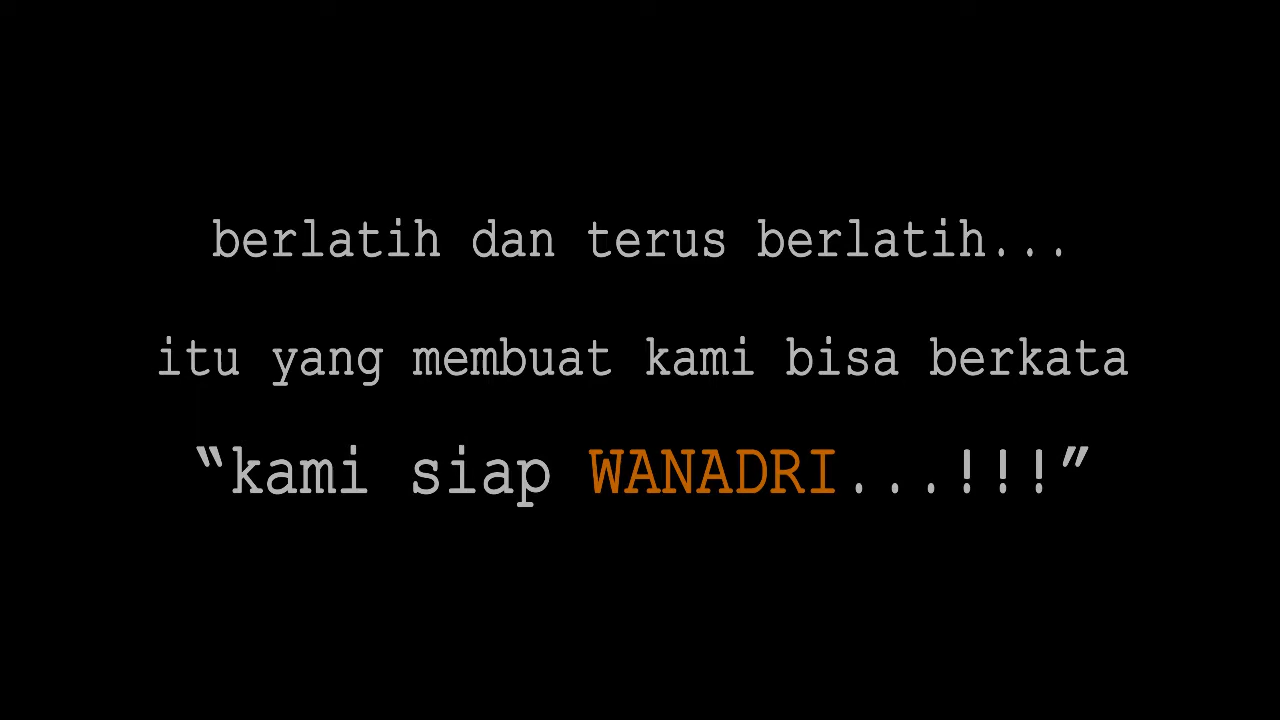 berlatih dan terus berlatih...
itu yang membuat kami bisa berkata
“kami siap WANADRI...!!!”